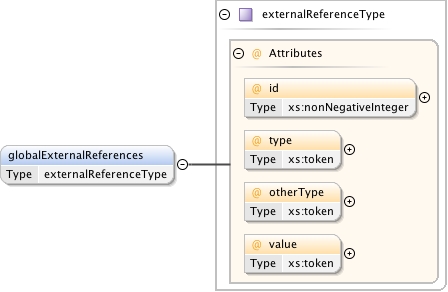 externalReferenceType
@ Attributes
@ id
Type xs:nonNegativeInteger
@ type
Type xs:token
globalExternalReferences
Type externalReferenceType
@ otherType
Type xs:token
@ value
Type xs:token